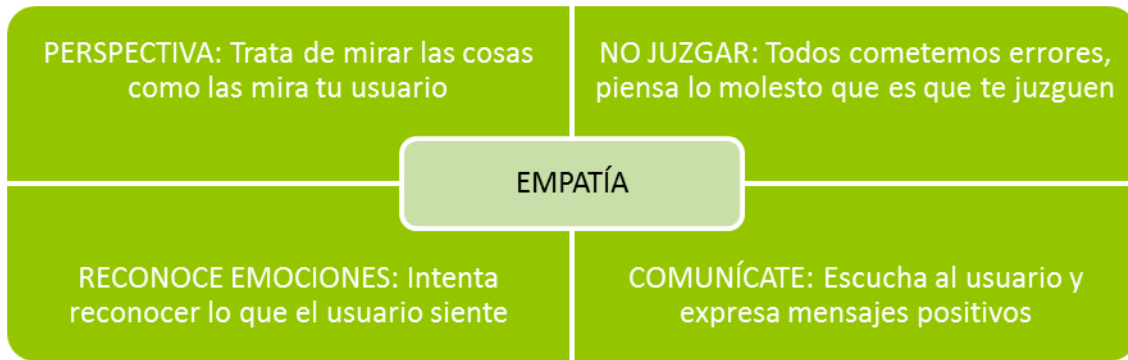 PERSPECTIVA: Trata de mirar las cosas
como las mira tu usuario
NO JUZGAR: Todos cometemos errores,
piensa lo molesto que es que te juzguen
EMPATÍA
RECONOCE EMOCIONES: Intenta
reconocer lo que el usuario siente
COMUNÍCATE: Escucha al usuario y
expresa mensajes positivos